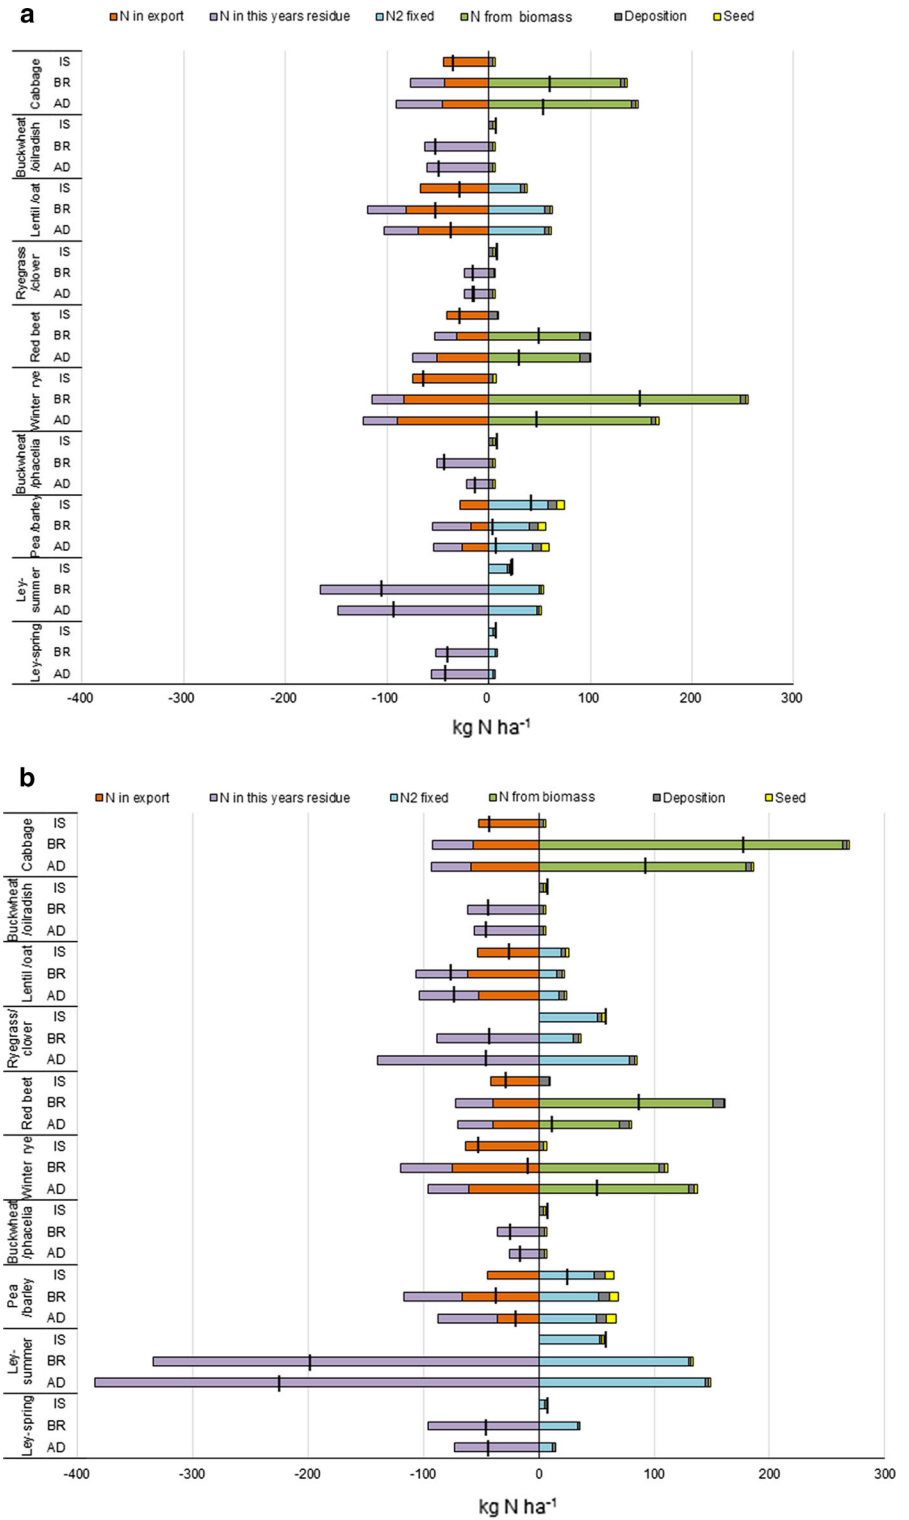 a
N in export N in this years residue N2 fixed N from biomass Deposition Seed
Cabbage
IS
BR
AD
Buckwheat
/oilradish
IS
BR
AD
Lentil /oat
IS
BR
AD
Ryegrass
/clover
IS
BR
AD
Red beet
IS
BR
AD
Winter rye
IS
BR
AD
Buckwheat
/phacelia
IS
BR
AD
Pea /barley
IS
BR
AD
Ley-
summer
IS
BR
AD
Ley-spring
IS
BR
AD
-400 -300 -200 -100 0 100 200 300
kg N ha-1
b
N in export N in this years residue N2 fixed N from biomass Deposition Seed
Cabbage
IS
BR
AD
Buckwheat
/oilradish
IS
BR
AD
Lentil /oat
IS
BR
AD
Ryegrass/
clover
IS
BR
AD
Red beet
IS
BR
AD
Winter rye
IS
BR
AD
Buckwheat
/phacelia
IS
BR
AD
Pea
/barley
IS
BR
AD
Ley-
summer
IS
BR
AD
Ley-spring
IS
BR
AD
-400 -300 -200 -100 0 100 200 300
kg N ha-1